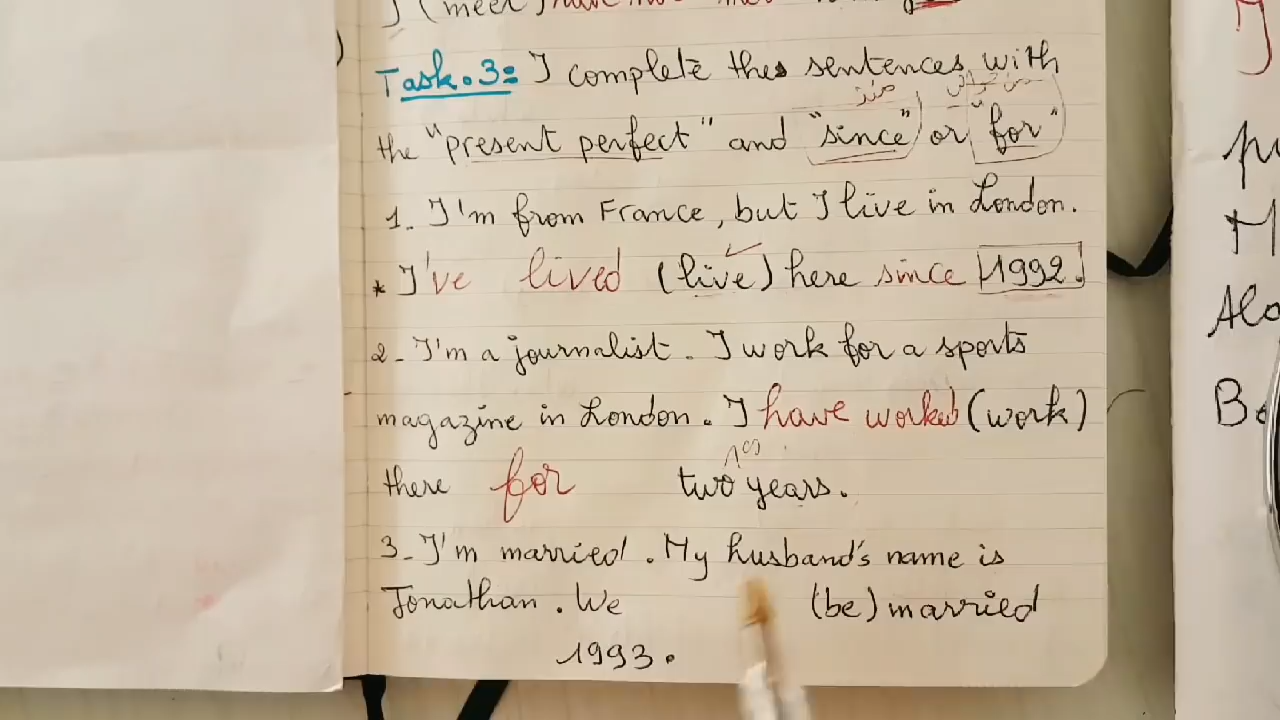 Task.3: I complete thes sentences with
منذ
the "present perfect" and "since" or "for"
1. I'm from France, but I live in London.
* I've lived (live) here since 1992.
2- I'm a journalist. I work for a sports
magazine in London. I have worked (work)
there for two years.
3- I'm married. My husband's name is
Jonathan. We (be) married
1993.